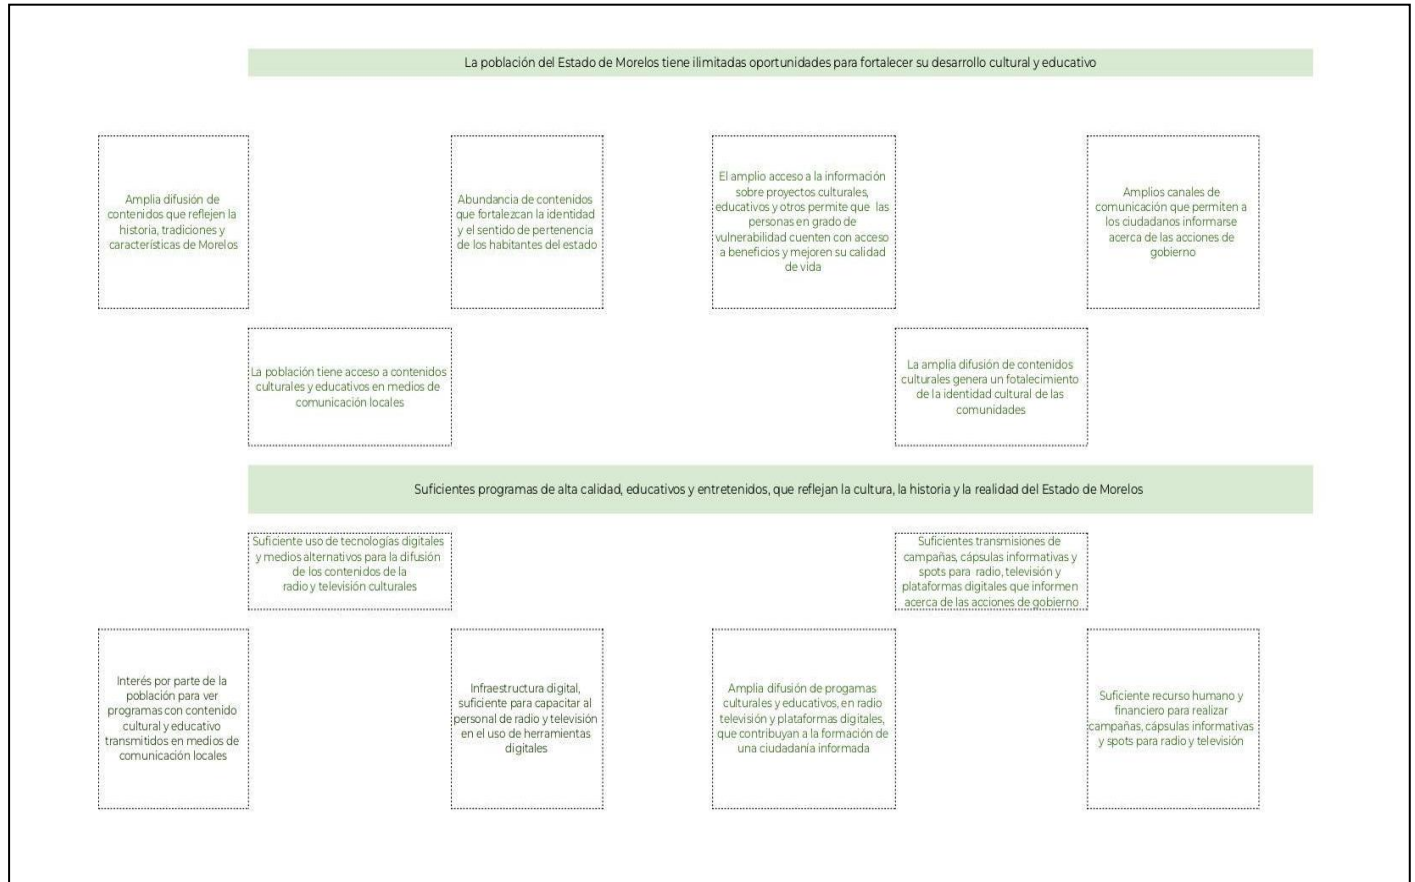 La población del Estado de Morelos tiene ilimitadas oportunidades para fortalecer su desarrollo cultural y educativo
Amplia difusión de
contenidos que reflejen la
historia, tradiciones y
características de Morelos
Abundancia de contenidos
que fortalezcan la identidad
y el sentido de pertenencia
de los habitantes del estado
El amplio acceso a la información
sobre proyectos culturales,
educativos y otros permite que las
personas en grado de
vulnerabilidad cuenten con acceso
a beneficios y mejoren su calidad
de vida
Amplios canales de
comunicación que permiten a
los ciudadanos informarse
acerca de las acciones de
gobierno
La población tiene acceso a contenidos
culturales y educativos en medios de
comunicación locales
La amplia difusión de contenidos
culturales genera un fotalecimiento
de la identidad cultural de las
comunidades
Suficientes programas de alta calidad, educativos y entretenidos, que reflejan la cultura, la historia y la realidad del Estado de Morelos
Suficiente uso de tecnologías digitales
y medios alternativos para la difusión
de los contenidos de la
radio y televisión culturales
Suficientes transmisiones de
campañas, cápsulas informativas y
spots para radio, televisión y
plataformas digitales que informen
acerca de las acciones de gobierno
Interés por parte de la
población para ver
programas con contenido
cultural y educativo
transmitidos en medios de
comunicación locales
Infraestructura digital,
suficiente para capacitar al
personal de radio y televisión
en el uso de herramientas
digitales
Amplia difusión de progamas
culturales y educativos, en radio
televisión y plataformas digitales,
que contribuyan a la formación de
una ciudadanía informada
Suficiente recurso humano y
financiero para realizar
campañas, cápsulas informativas
y spots para radio y televisión